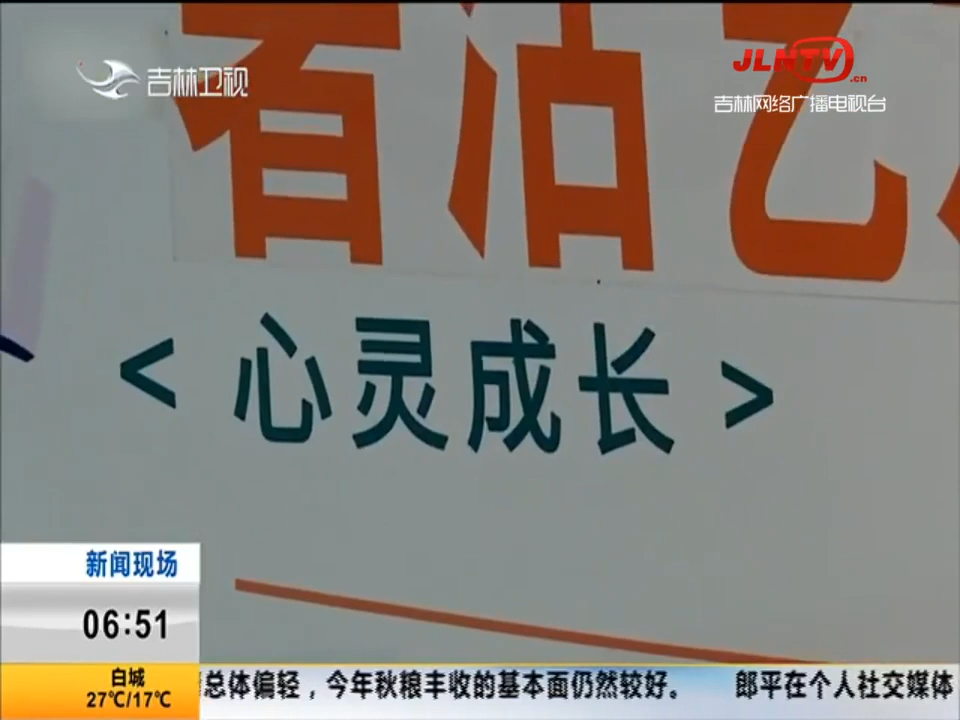 吉林卫视
JLNTV.cn
吉林网络广播电视台
<心灵成长>
新闻现场
06:51
白城
27℃/17℃
总体偏轻，今年秋粮丰收的基本面仍然较好。 郎平在个人社交媒体